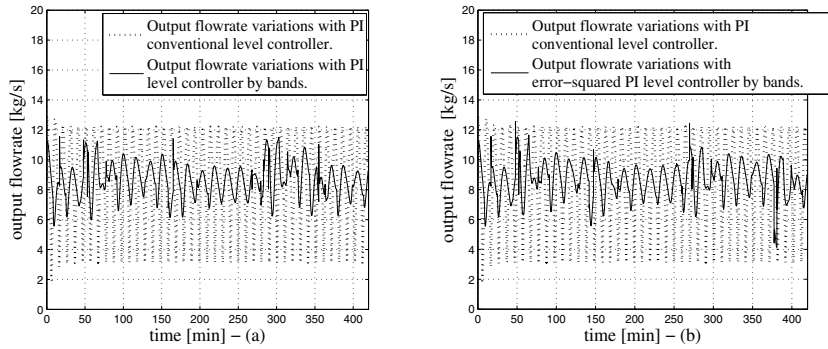 20
18
16
14
12
10
8
6
4
2
0
0 50 100 150 200 250 300 350 400
output flowrate [kg/s]
time [min] − (a)
Output flowrate variations with PI
conventional level controller.
Output flowrate variations with PI
level controller by bands.
20
18
16
14
12
10
8
6
4
2
0
0 50 100 150 200 250 300 350 400
output flowrate [kg/s]
time [min] − (b)
Output flowrate variations with PI
conventional level controller.
Output flowrate variations with
error−squared PI level controller by bands.